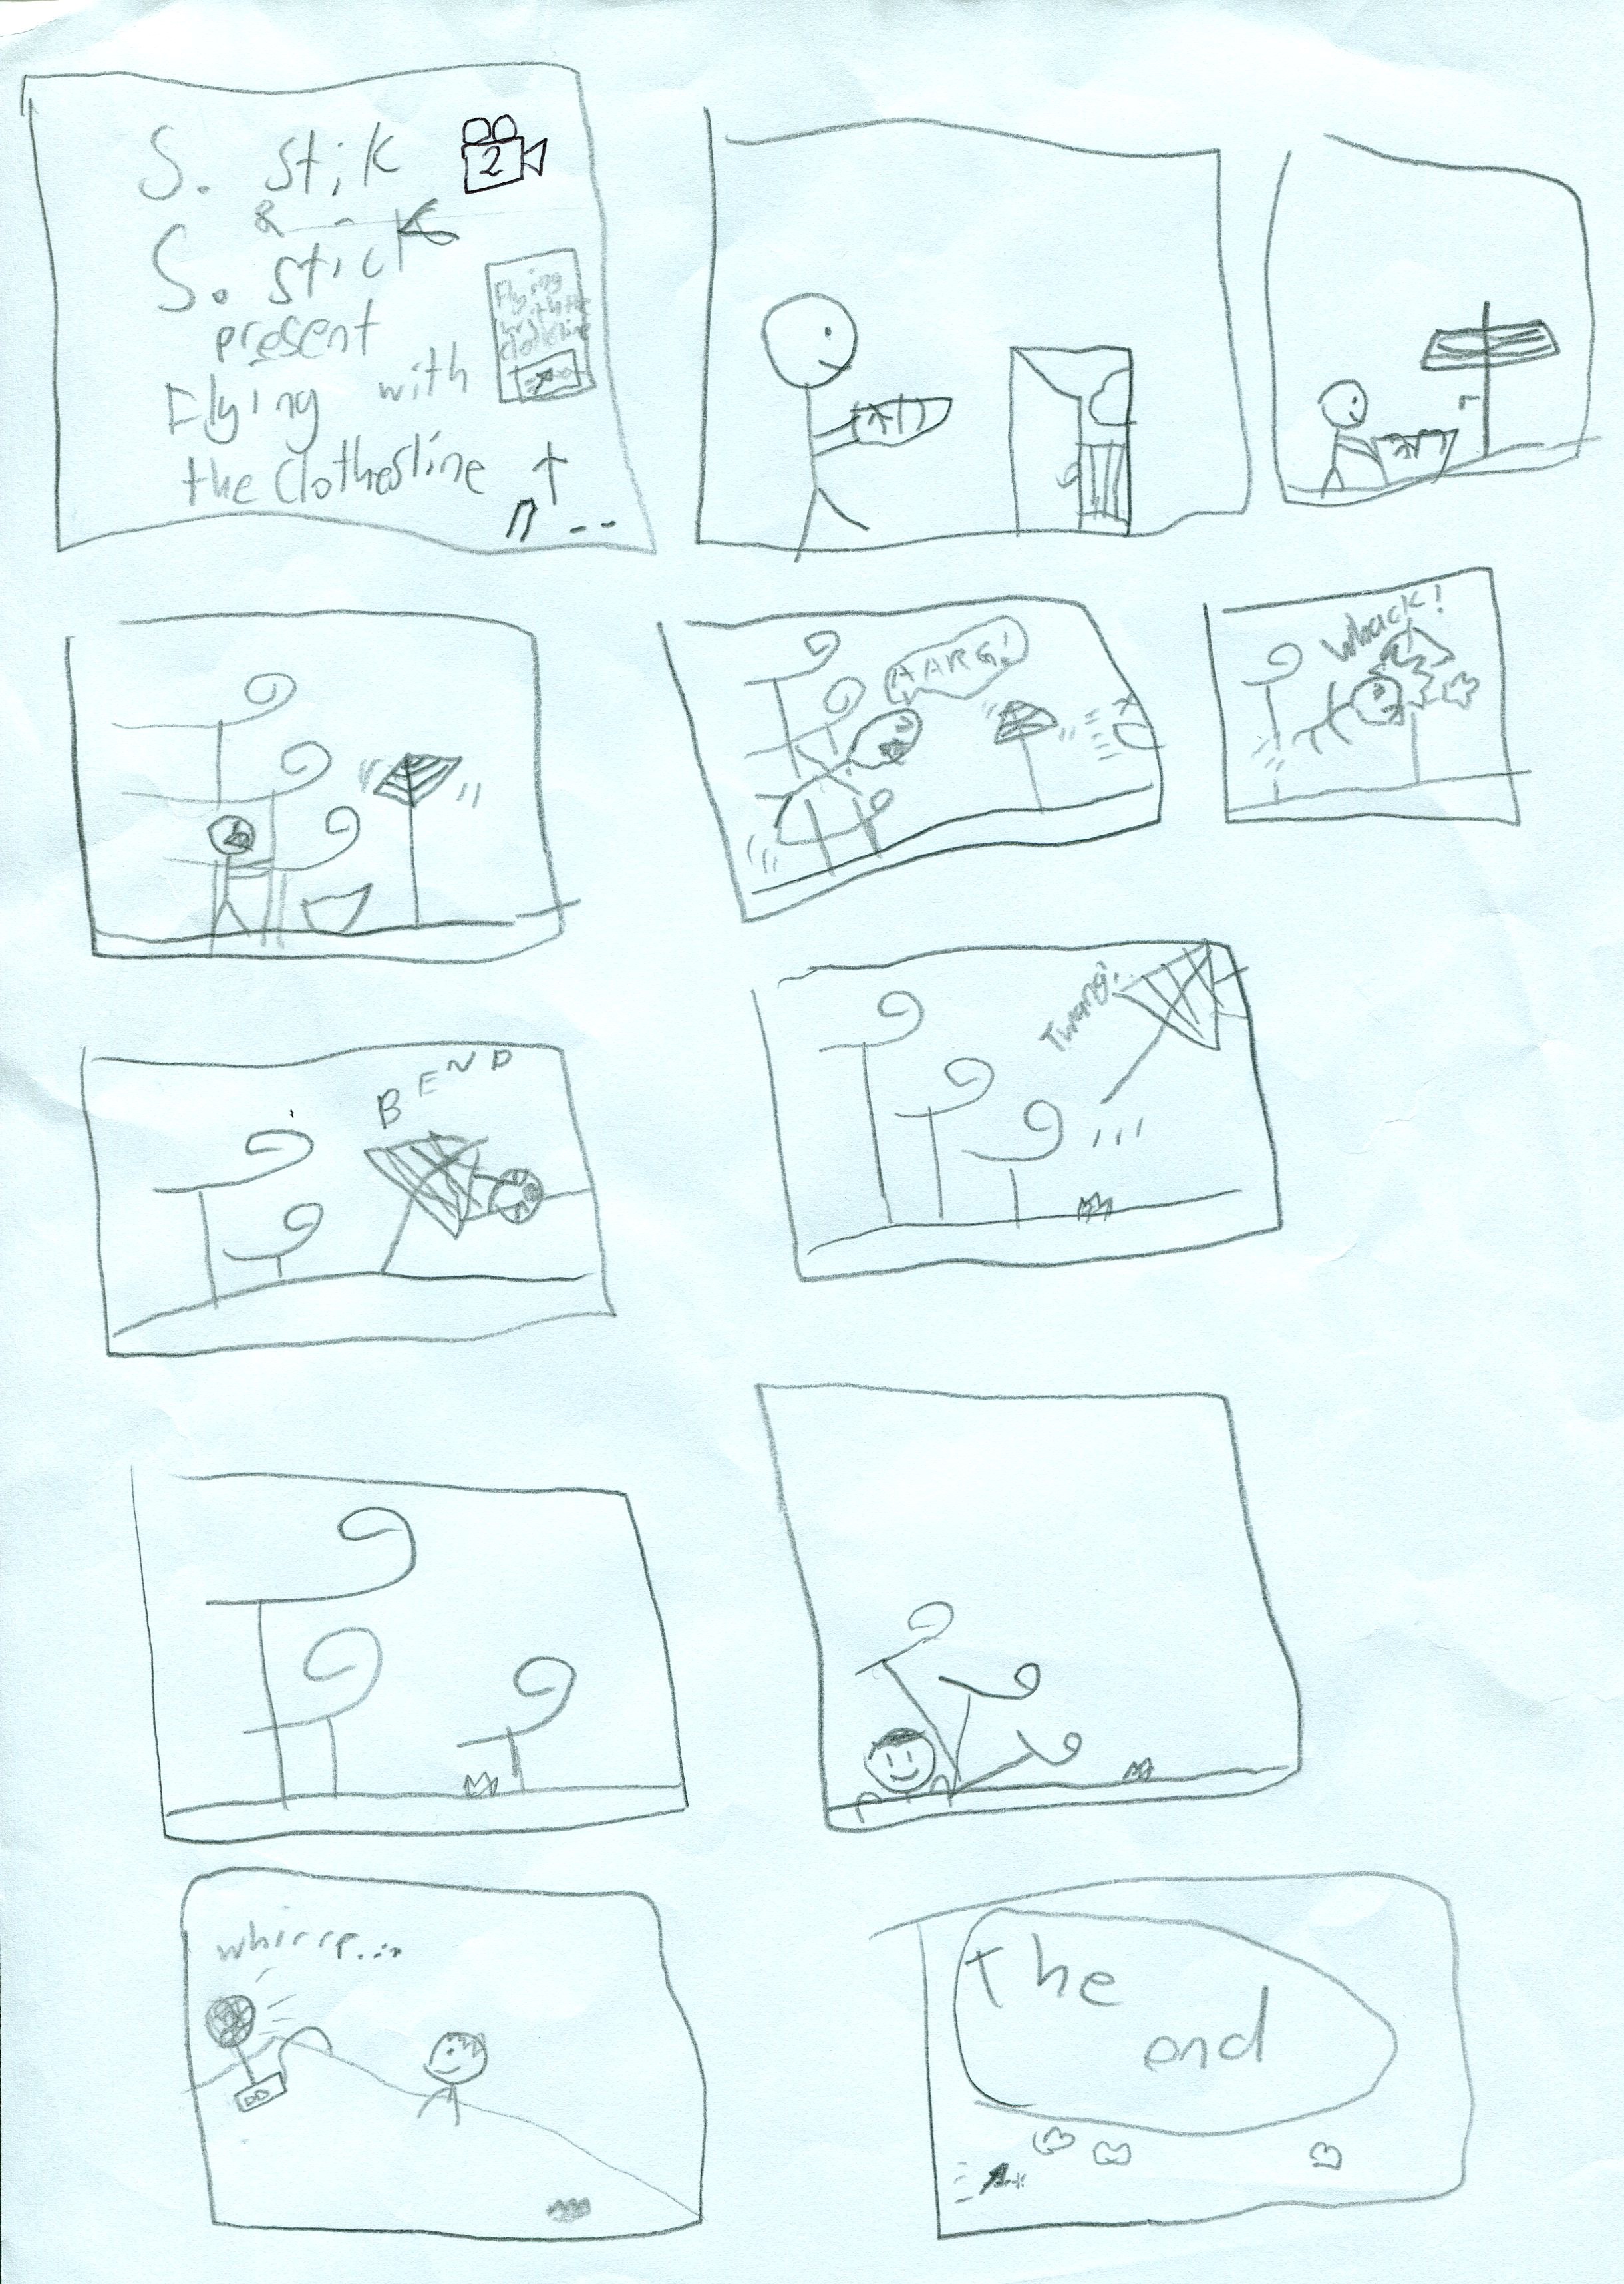 S. stik
2
&
S. stick
present
Flying with
the clothesline
Flying
with the
clothesline
AARG!
Whack!
BEND
Twang!
whirrr...
The
end